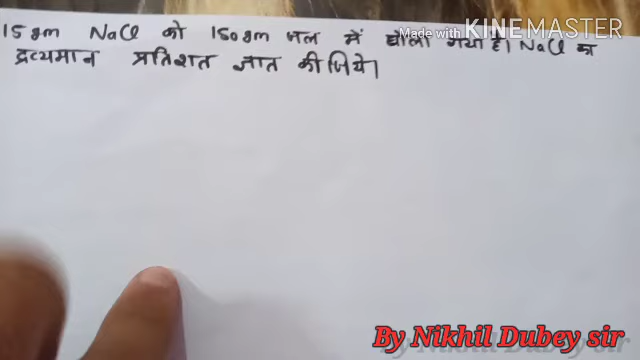 Made with KINEMASTER
15 gm NaCl को 150 gm जल में घोला गया है। NaCl का
द्रव्यमान प्रतिशत ज्ञात कीजिये।
By Nikhil Dubey sir